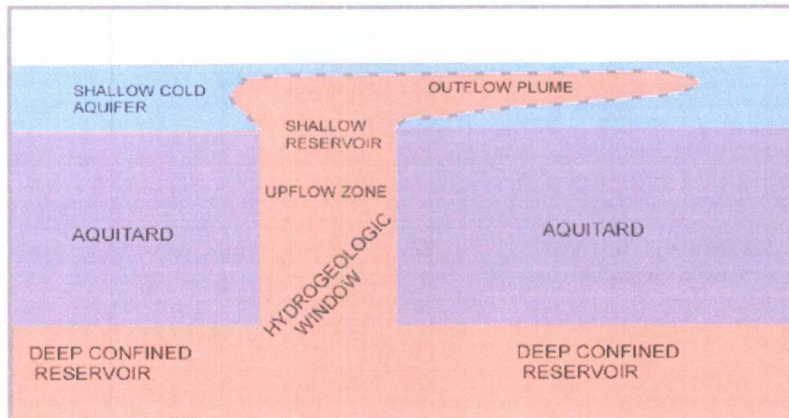 OUTFLOW PLUME
SHALLOW COLD
AQUIFER
SHALLOW
RESERVOIR
UPFLOW ZONE
AQUITARD
AQUITARD
HYDROGEOLOGIC
WINDOW
DEEP CONFINED
RESERVOIR
DEEP CONFINED
RESERVOIR